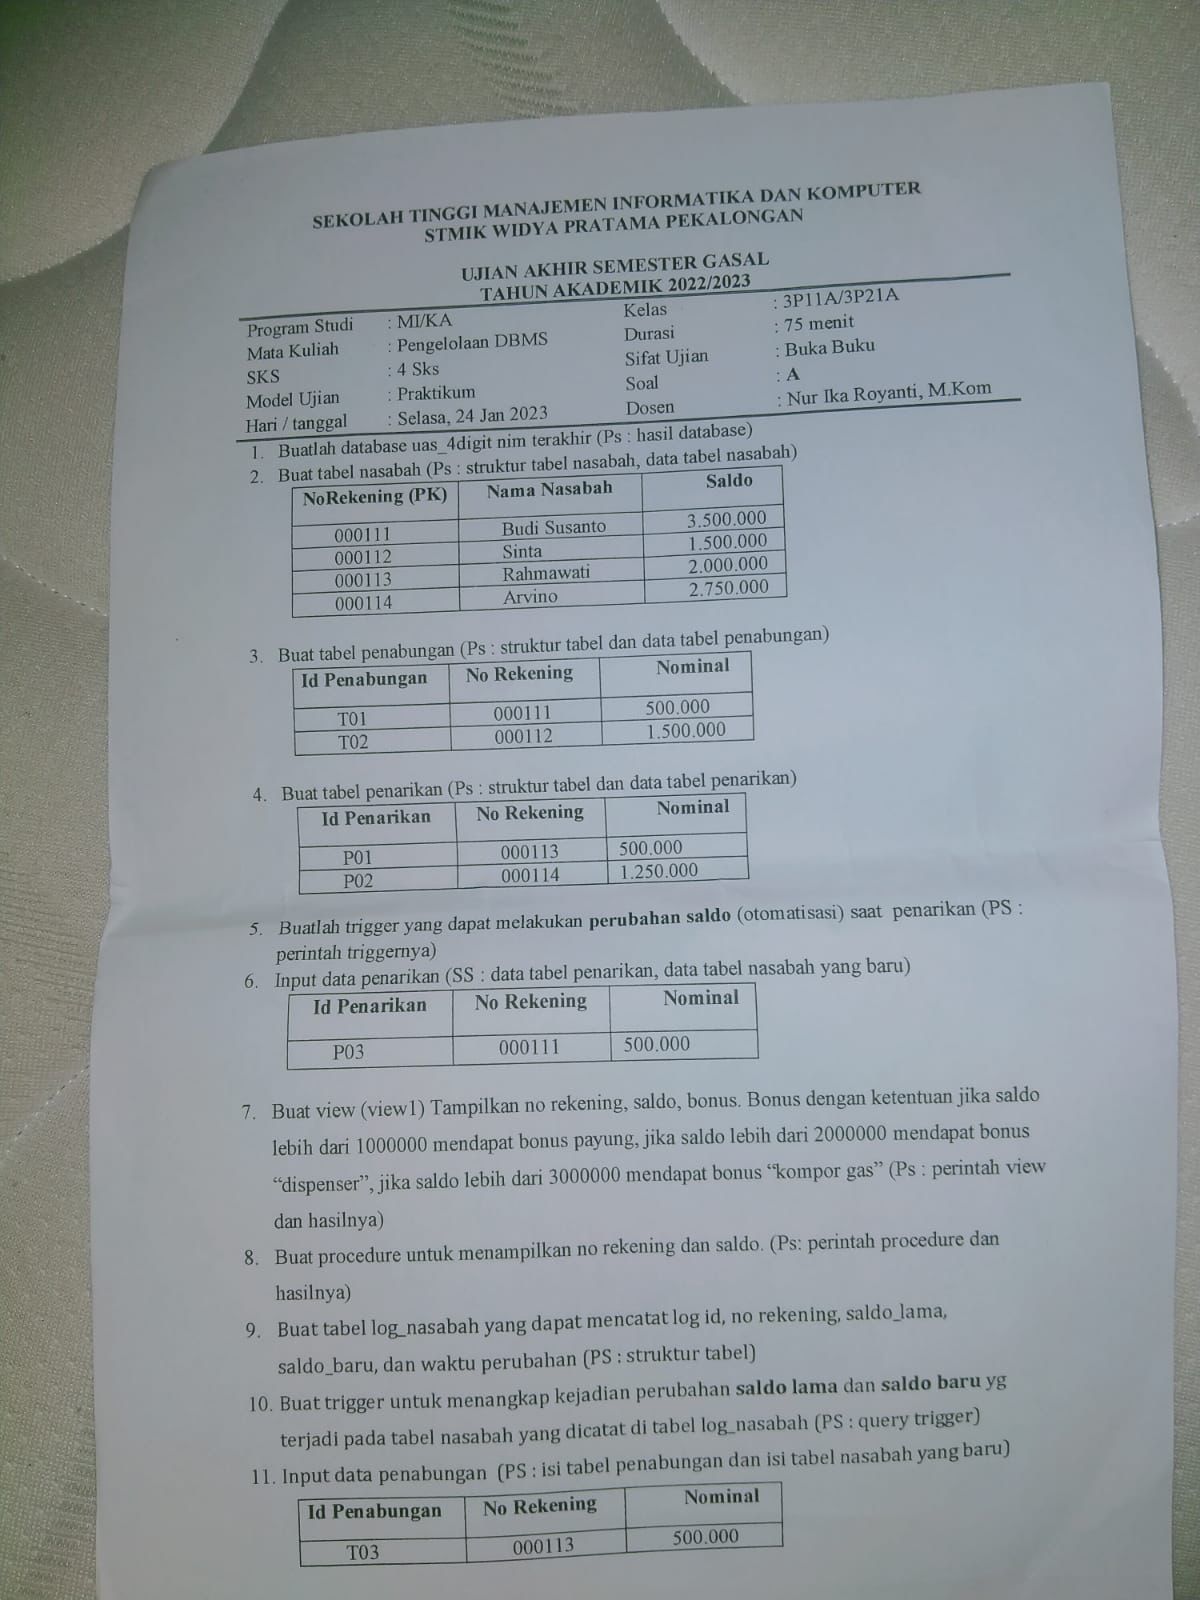 SEKOLAH TINGGI MANAJEMEN INFORMATIKA DAN KOMPUTER
STMIK WIDYA PRATAMA PEKALONGAN
UJIAN AKHIR SEMESTER GASAL
TAHUN AKADEMIK 2022/2023
Program Studi : MI/KA Kelas : 3P11A/3P21A
Mata Kuliah : Pengelolaan DBMS Durasi : 75 menit
SKS : 4 Sks Sifat Ujian : Buka Buku
Model Ujian : Praktikum Soal : A
Hari / tanggal : Selasa, 24 Jan 2023 Dosen : Nur Ika Royanti, M.Kom
1. Buatlah database uas_4digit nim terakhir (Ps : hasil database)
2. Buat tabel nasabah (Ps : struktur tabel nasabah, data tabel nasabah)
NoRekening (PK) Nama Nasabah Saldo
000111 Budi Susanto 3.500.000
000112 Sinta 1.500.000
000113 Rahmawati 2.000.000
000114 Arvino 2.750.000
3. Buat tabel penabungan (Ps : struktur tabel dan data tabel penabungan)
Id Penabungan No Rekening Nominal
T01 000111 500.000
T02 000112 1.500.000
4. Buat tabel penarikan (Ps : struktur tabel dan data tabel penarikan)
Id Penarikan No Rekening Nominal
P01 000113 500.000
P02 000114 1.250.000
5. Buatlah trigger yang dapat melakukan perubahan saldo (otomatisasi) saat penarikan (PS :
perintah triggernya)
6. Input data penarikan (SS : data tabel penarikan, data tabel nasabah yang baru)
Id Penarikan No Rekening Nominal
P03 000111 500.000
7. Buat view (view1) Tampilkan no rekening, saldo, bonus. Bonus dengan ketentuan jika saldo
lebih dari 1000000 mendapat bonus payung, jika saldo lebih dari 2000000 mendapat bonus
“dispenser”, jika saldo lebih dari 3000000 mendapat bonus “kompor gas” (Ps : perintah view
dan hasilnya)
8. Buat procedure untuk menampilkan no rekening dan saldo. (Ps: perintah procedure dan
hasilnya)
9. Buat tabel log_nasabah yang dapat mencatat log id, no rekening, saldo_lama,
saldo_baru, dan waktu perubahan (PS : struktur tabel)
10. Buat trigger untuk menangkap kejadian perubahan saldo lama dan saldo baru yg
terjadi pada tabel nasabah yang dicatat di tabel log_nasabah (PS : query trigger)
11. Input data penabungan (PS : isi tabel penabungan dan isi tabel nasabah yang baru)
Id Penabungan No Rekening Nominal
T03 000113 500.000